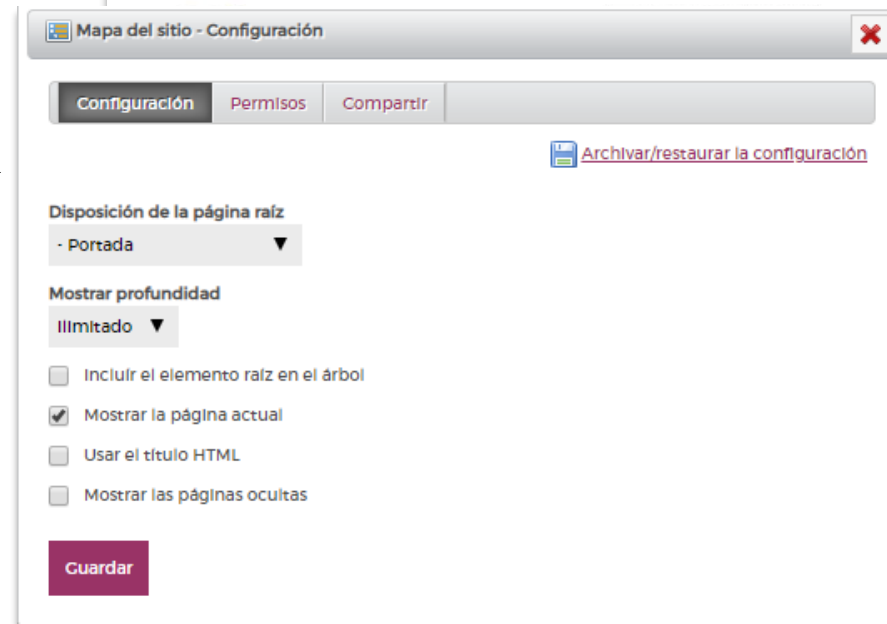 Mapa del sitio - Configuración
Configuración Permisos Compartir
Archivar/restaurar la configuración
Disposición de la página raíz
- Portada
Mostrar profundidad
Ilimitado
Incluír el elemento raíz en el árbol
Mostrar la página actual
Usar el título HTML
Mostrar las páginas ocultas
Guardar